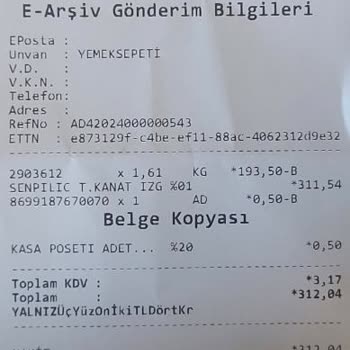 E-Arşiv Gönderim Bilgileri
EPosta :
Unvan : YEMEKSEPETİ
V.D. :
V.K.N. :
Telefon:
Adres :
RefNo : AD42024000000543
ETTN : e873129f-c4be-ef11-88ac-4062312d9e32
2903612 x 1,61 KG *193,50-B
SENPILIC T.KANAT IZG %01 *311,54
8699187670070 x 1 AD *0,50-B
Belge Kopyası
KASA POSETI ADET... %20 *0,50
Toplam KDV : *3,17
Toplam : *312,04
YALNIZÜçYüzOnİkiTLDörtKr
*312,04